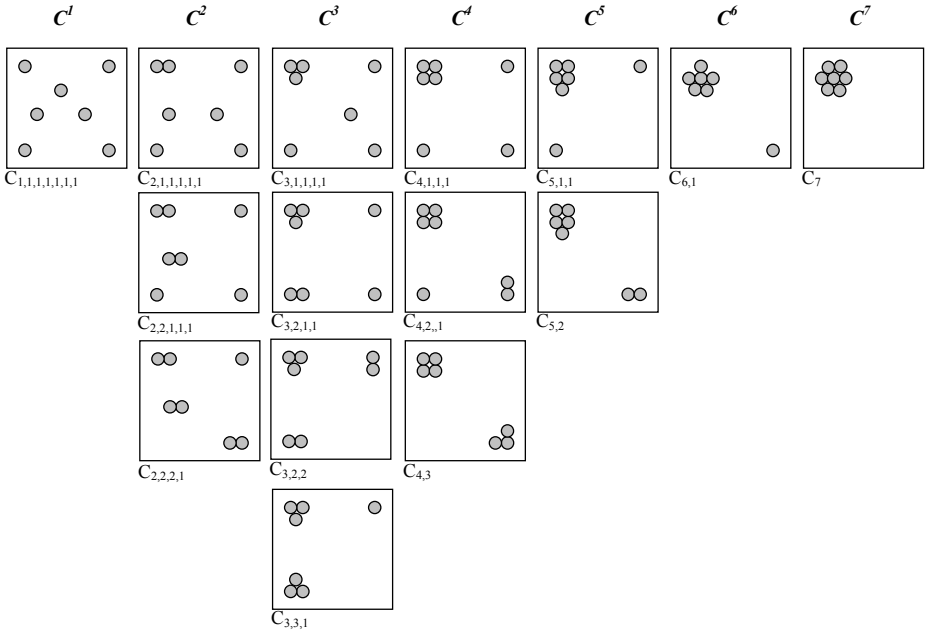 C¹ C² C³ C⁴ C⁵ C⁶ C⁷
C1,1,1,1,1,1,1 C2,1,1,1,1,1 C3,1,1,1,1 C4,1,1,1 C5,1,1 C6,1 C7
C2,2,1,1,1 C3,2,1,1 C4,2,,1 C5,2
C2,2,2,1 C3,2,2 C4,3
C3,3,1